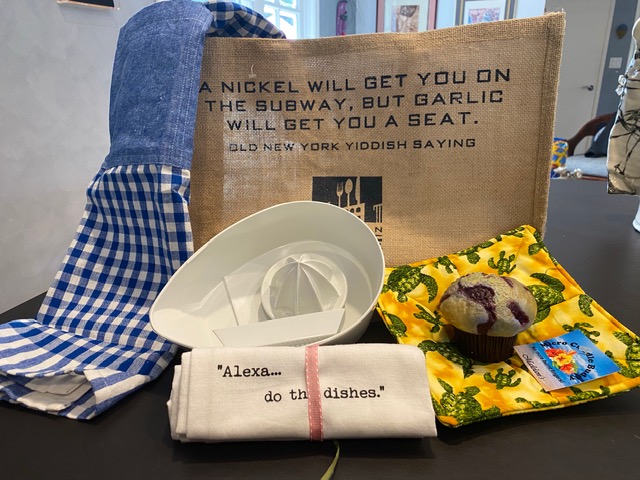 A NICKEL WILL GET YOU ON
THE SUBWAY, BUT GARLIC
WILL GET YOU A SEAT.
OLD NEW YORK YIDDISH SAYING
"Alexa...
do th dishes."